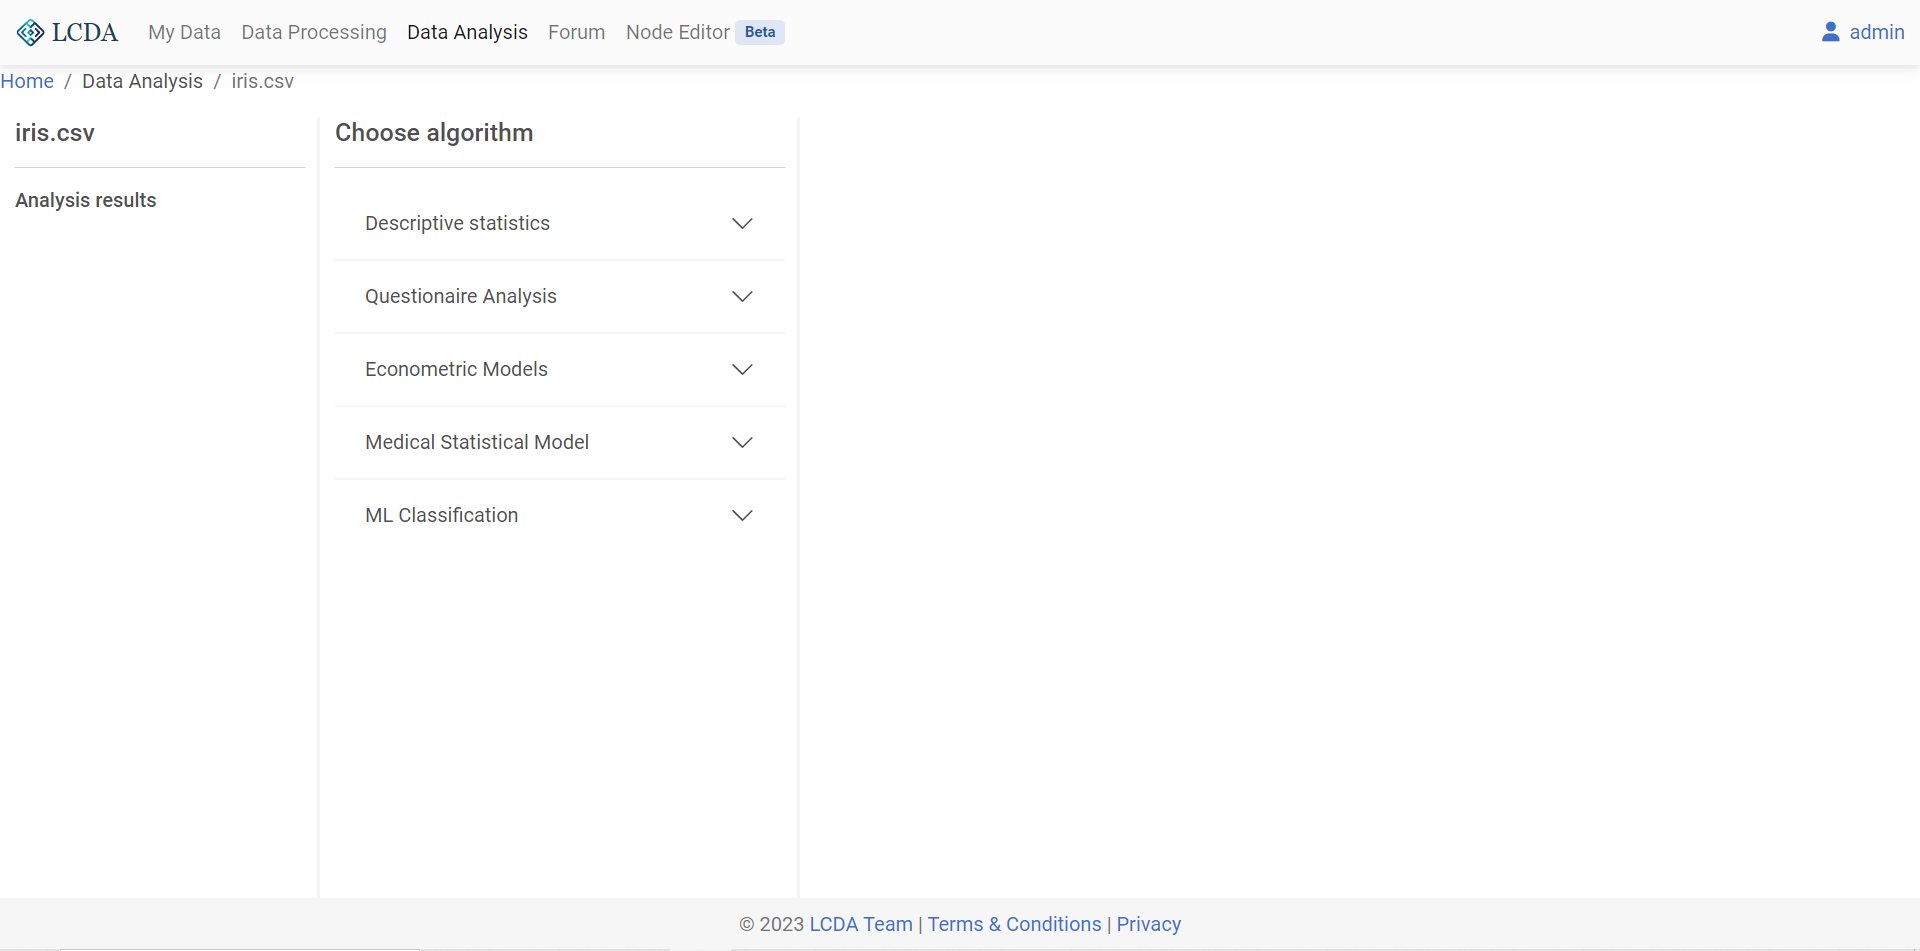 LCDA My Data Data Processing Data Analysis Forum Node Editor Beta admin
Home / Data Analysis / iris.csv
iris.csv
Analysis results
Choose algorithm
Descriptive statistics
Questionaire Analysis
Econometric Models
Medical Statistical Model
ML Classification
© 2023 LCDA Team | Terms & Conditions | Privacy